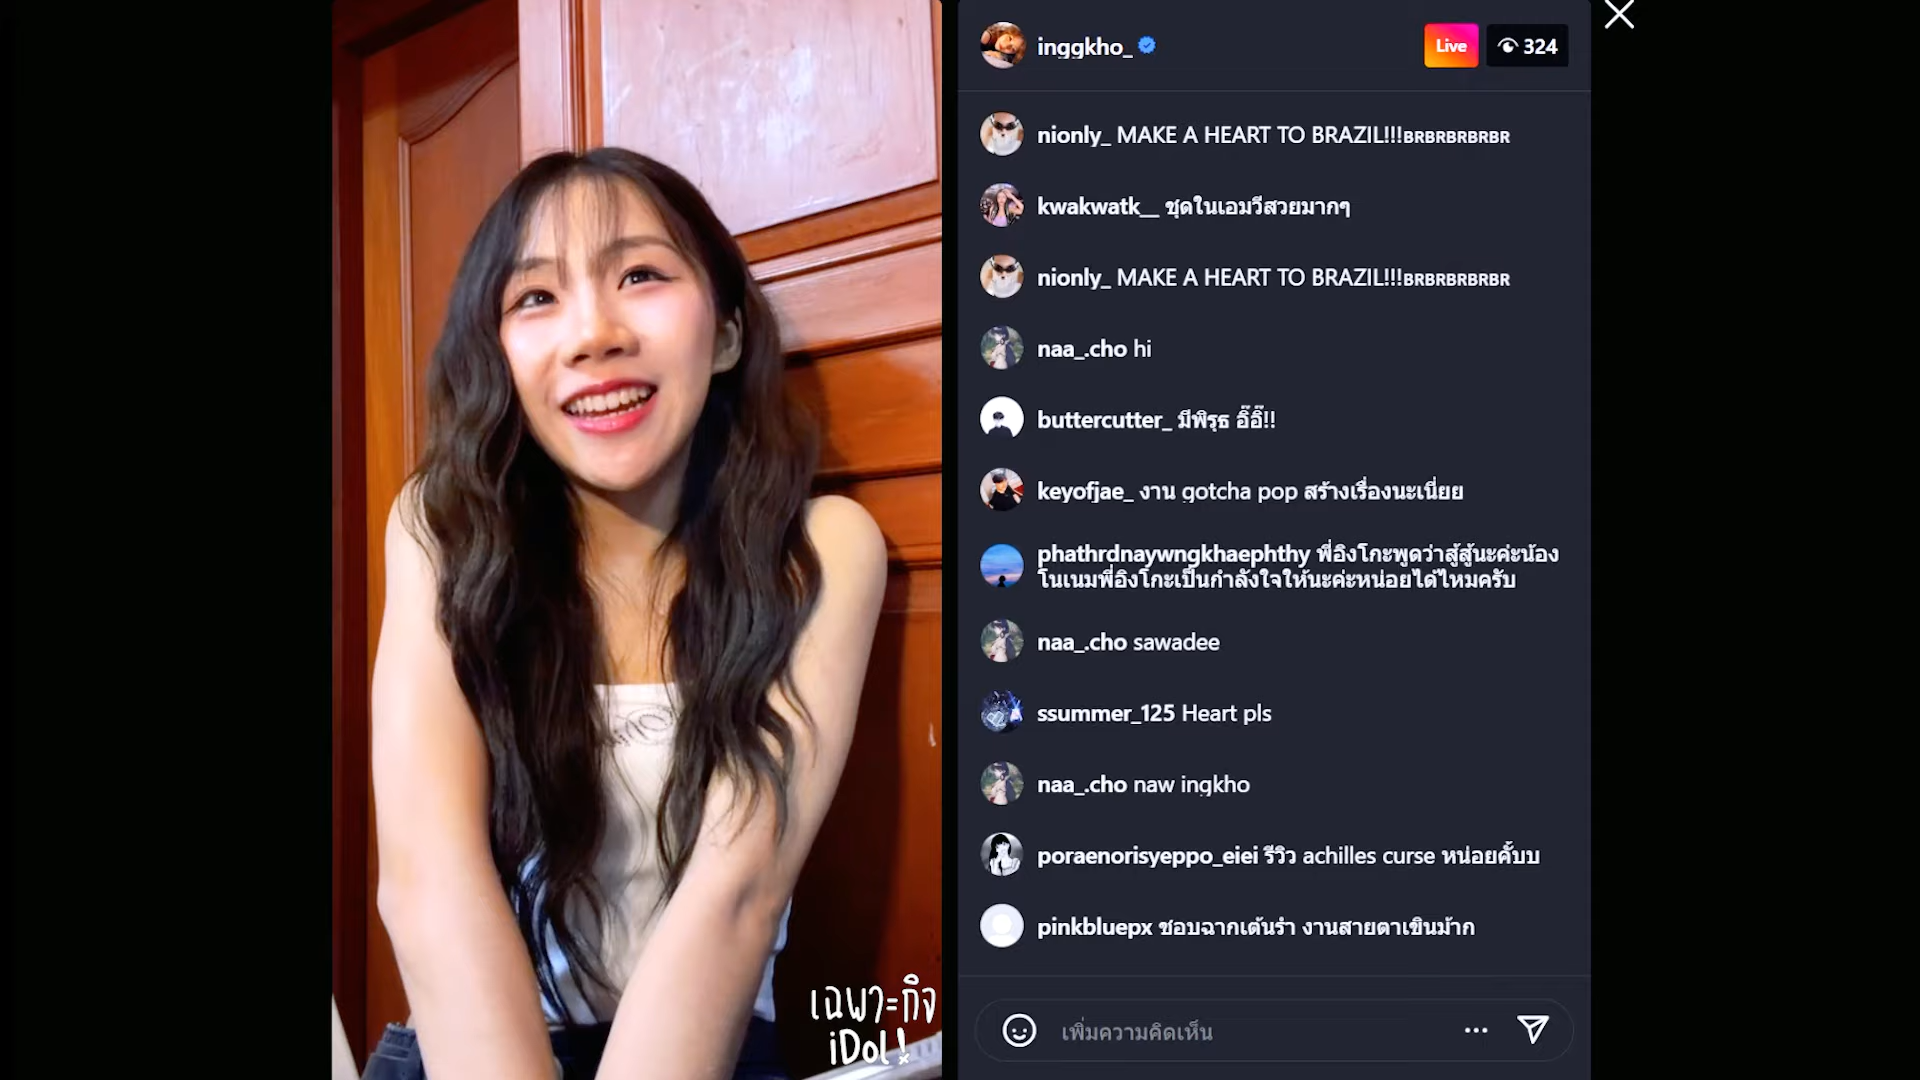 inggkho_
Live
324
nionly_ MAKE A HEART TO BRAZIL!!!BRBRBRBRBR
kwakwatk__ ชุดในเอมวีสวยมากๆ
nionly_ MAKE A HEART TO BRAZIL!!!BRBRBRBRBR
naa_.cho hi
buttercutter_ มีพิรุธ อิ๊อิ๊!!
keyofjae_ งาน gotcha pop สร้างเรื่องนะเนี่ยย
phathrdnaywngkhaephthy พี่อิงโกะพูดว่าสู้สู้นะค่ะน้อง
โนเนมพี่อิงโกะเป็นกำลังใจให้นะค่ะหน่อยได้ไหมครับ
naa_.cho sawadee
ssummer_125 Heart pls
naa_.cho naw ingkho
poraenorisyeppo_eiei รีวิว achilles curse หน่อยคั้บบ
pinkbluepx ชอบฉากเต้นรำ งานสายตาเขินม้าก
เพิ่มความคิดเห็น
เฉพาะกิจ
iDol!